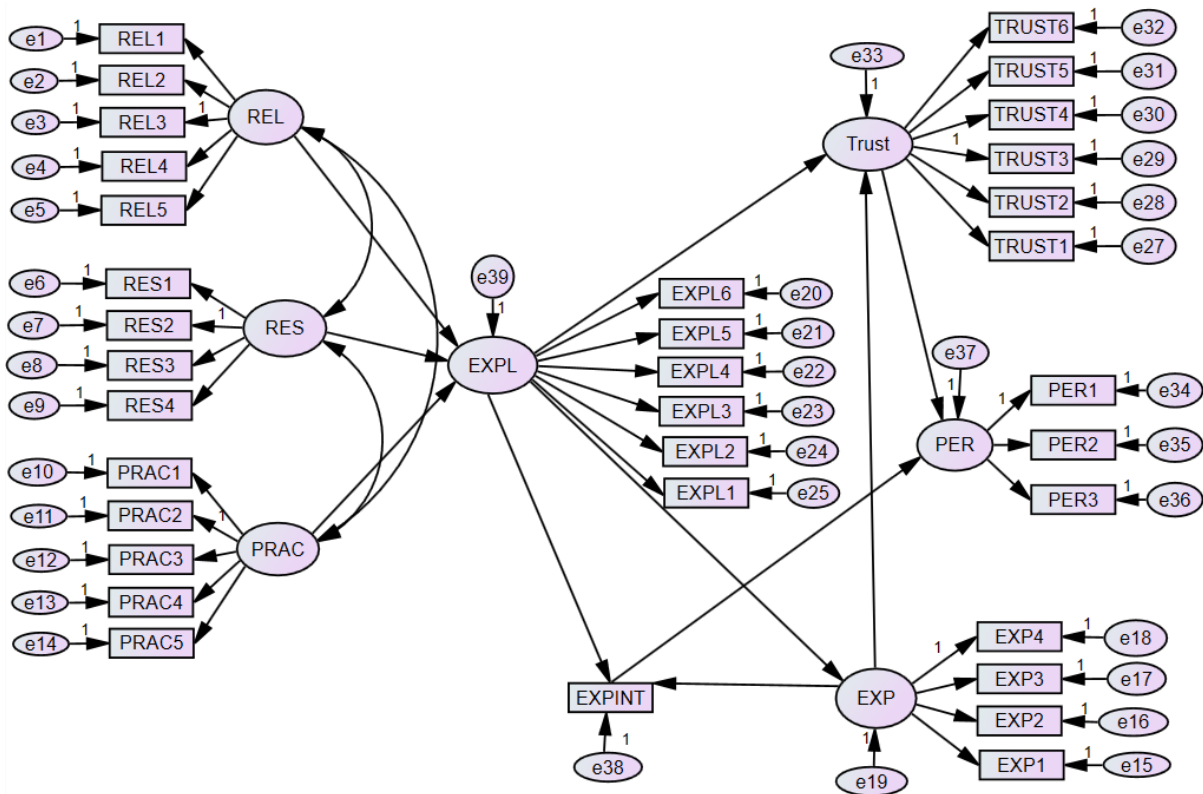 e1 1 REL1
e2 1 REL2
e3 1 REL3 1
e4 1 REL4
e5 1 REL5
REL
e6 1 RES1
e7 1 RES2 1
e8 1 RES3
e9 1 RES4
RES
e10 1 PRAC1
e11 1 PRAC2 1
e12 1 PRAC3
e13 1 PRAC4
e14 1 PRAC5
PRAC
e39
1
EXPL
EXPL6 1 e20
EXPL5 1 e21
EXPL4 1 e22
EXPL3 1 e23
EXPL2 1 e24
EXPL1 1 e25
e33
1
Trust
TRUST6 1 e32
TRUST5 1 e31
TRUST4 1 e30
1 TRUST3 1 e29
TRUST2 1 e28
TRUST1 1 e27
e37
1
PER
1 PER1 1 e34
PER2 1 e35
PER3 1 e36
EXPINT
1
e38
EXP
1
e19
1 EXP4 1 e18
EXP3 1 e17
EXP2 1 e16
EXP1 1 e15